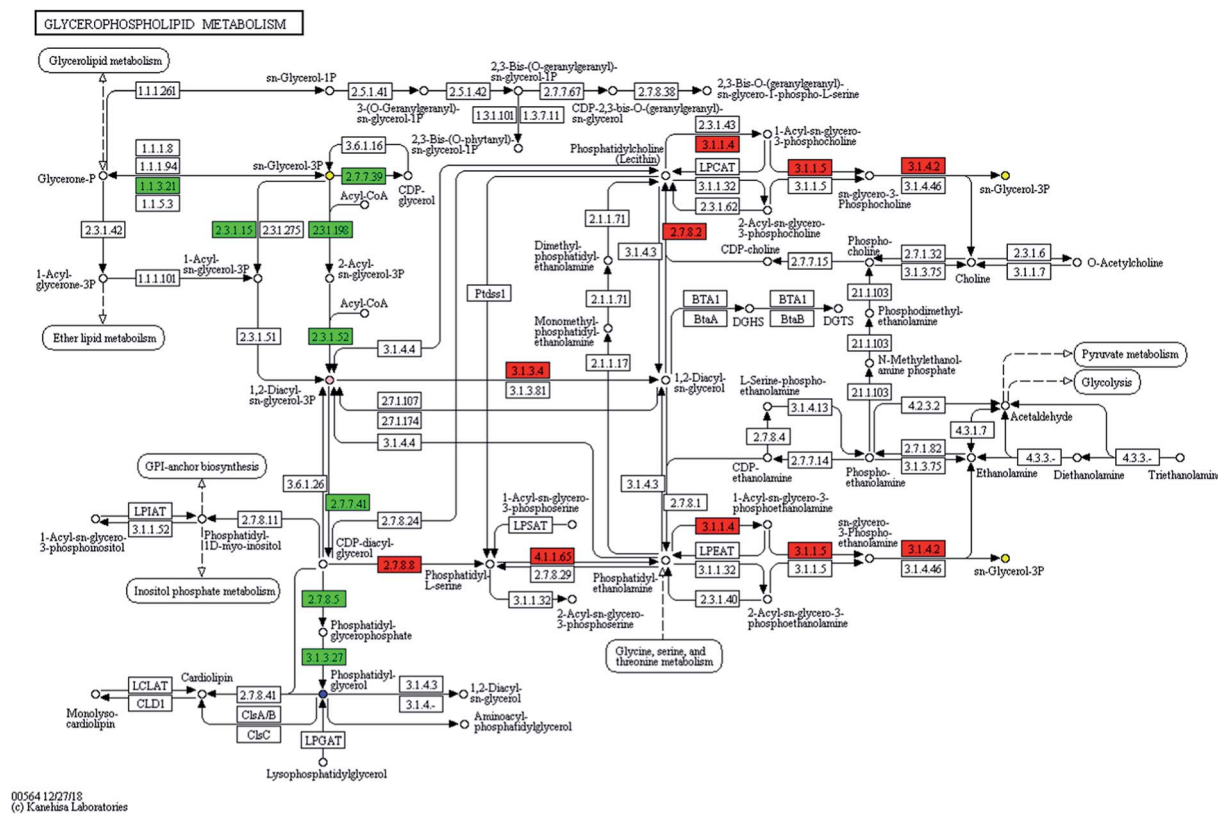 GLYCEROPHOSPHOLIPID METABOLISM
Glycerolipid metabolism
1.1.1.261
sn-Glycerol-1P
2.5.1.41
3-(O-Geranylgeranyl)-
sn-glycerol-1P
2.5.1.42
2,3-Bis-(O-geranylgeranyl)-
sn-glycerol-1P
2.7.7.67
CDP-2,3-bis-O-(geranylgeranyl)-
sn-glycerol
2.7.8.38
2,3-Bis-O-(geranylgeranyl)-
sn-glycero-1-phospho-L-serine
1.3.1.101
1.3.7.11
2,3-Bis-(O-phytanyl)-
sn-glycerol-1P
1.1.1.8
1.1.1.94
1.1.3.21
1.1.5.3
Glycerone-P
sn-Glycerol-3P
3.6.1.16
2.7.7.39
CDP-
glycerol
Acyl-CoA
2.3.1.42
2.3.1.15
2.3.1.275
2.3.1.198
1-Acyl-
glycerone-3P
1.1.1.101
1-Acyl-
sn-glycerol-3P
2-Acyl-
sn-glycerol-3P
Acyl-CoA
Ether lipid metaboilsm
2.3.1.51
2.3.1.52
3.1.4.4
1,2-Diacyl-
sn-glycerol-3P
3.1.3.4
3.1.3.81
1,2-Diacyl-
sn-glycerol
2.7.1.107
2.7.1.174
3.1.4.4
Ptdss1
Phosphatidylcholine
(Lecithin)
2.3.1.43
3.1.1.4
LPCAT
3.1.1.32
2.3.1.62
1-Acyl-sn-glycero-
3-phosphocholine
3.1.1.5
3.1.1.5
2-Acyl-sn-glycero-
3-phosphocholine
sn-glycero-3-
Phosphocholine
3.1.4.2
3.1.4.46
sn-Glycerol-3P
2.1.1.71
Dimethyl-
phosphatidyl-
ethanolamine
2.1.1.71
Monomethyl-
phosphatidyl-
ethanolamine
2.1.1.17
3.1.4.3
2.7.8.2
CDP-choline
2.7.7.15
Phospho-
choline
2.7.1.32
3.1.3.75
Choline
2.3.1.6
3.1.1.7
O-Acetylcholine
BTA1
BtaA
DGHS
BTA1
BtaB
DGTS
2.1.1.103
Phosphodimethyl-
ethanolamine
2.1.1.103
N-Methylethanol-
amine phosphate
2.1.1.103
Pyruvate metabolism
Glycolysis
L-Serine-phospho-
ethanolamine
3.1.4.13
2.7.8.4
CDP-
ethanolamine
2.7.7.14
Phospho-
ethanolamine
4.2.3.2
Acetaldehyde
4.3.1.7
2.7.1.82
3.1.3.75
Ethanolamine
4.3.3.-
Diethanolamine
4.3.3.-
Triethanolamine
GPI-anchor biosynthesis
3.6.1.26
2.7.7.41
LPIAT
3.1.1.52
1-Acyl-sn-glycero-
3-phosphoinositol
Phosphatidyl-
1D-myo-inositol
2.7.8.11
2.7.8.24
CDP-diacyl-
glycerol
Inositol phosphate metabolism
2.7.8.8
Phosphatidyl-
L-serine
1-Acyl-sn-glycero-
3-phosphoserine
LPSAT
4.1.1.65
2.7.8.29
Phosphatidyl-
ethanolamine
3.1.1.32
2-Acyl-sn-glycero-
3-phosphoserine
3.1.4.3
2.7.8.1
3.1.1.4
LPEAT
3.1.1.32
2.3.1.40
1-Acyl-sn-glycero-3-
phosphoethanolamine
3.1.1.5
3.1.1.5
2-Acyl-sn-glycero-3-
phosphoethanolamine
sn-glycero-
3-Phospho-
ethanolamine
3.1.4.2
3.1.4.46
sn-Glycerol-3P
Glycine, serine, and
threonine metabolism
2.7.8.5
Phosphatidyl-
glycerophosphate
3.1.3.27
Phosphatidyl-
glycerol
Cardiolipin
LCLAT
CLD1
Monolyso-
cardiolipin
2.7.8.41
ClsA/B
ClsC
3.1.4.3
3.1.4.-
1,2-Diacyl-
sn-glycerol
Aminoacyl-
phosphatidylglycerol
LPGAT
Lysophosphatidylglycerol
00564 12/27/18
(c) Kanehisa Laboratories